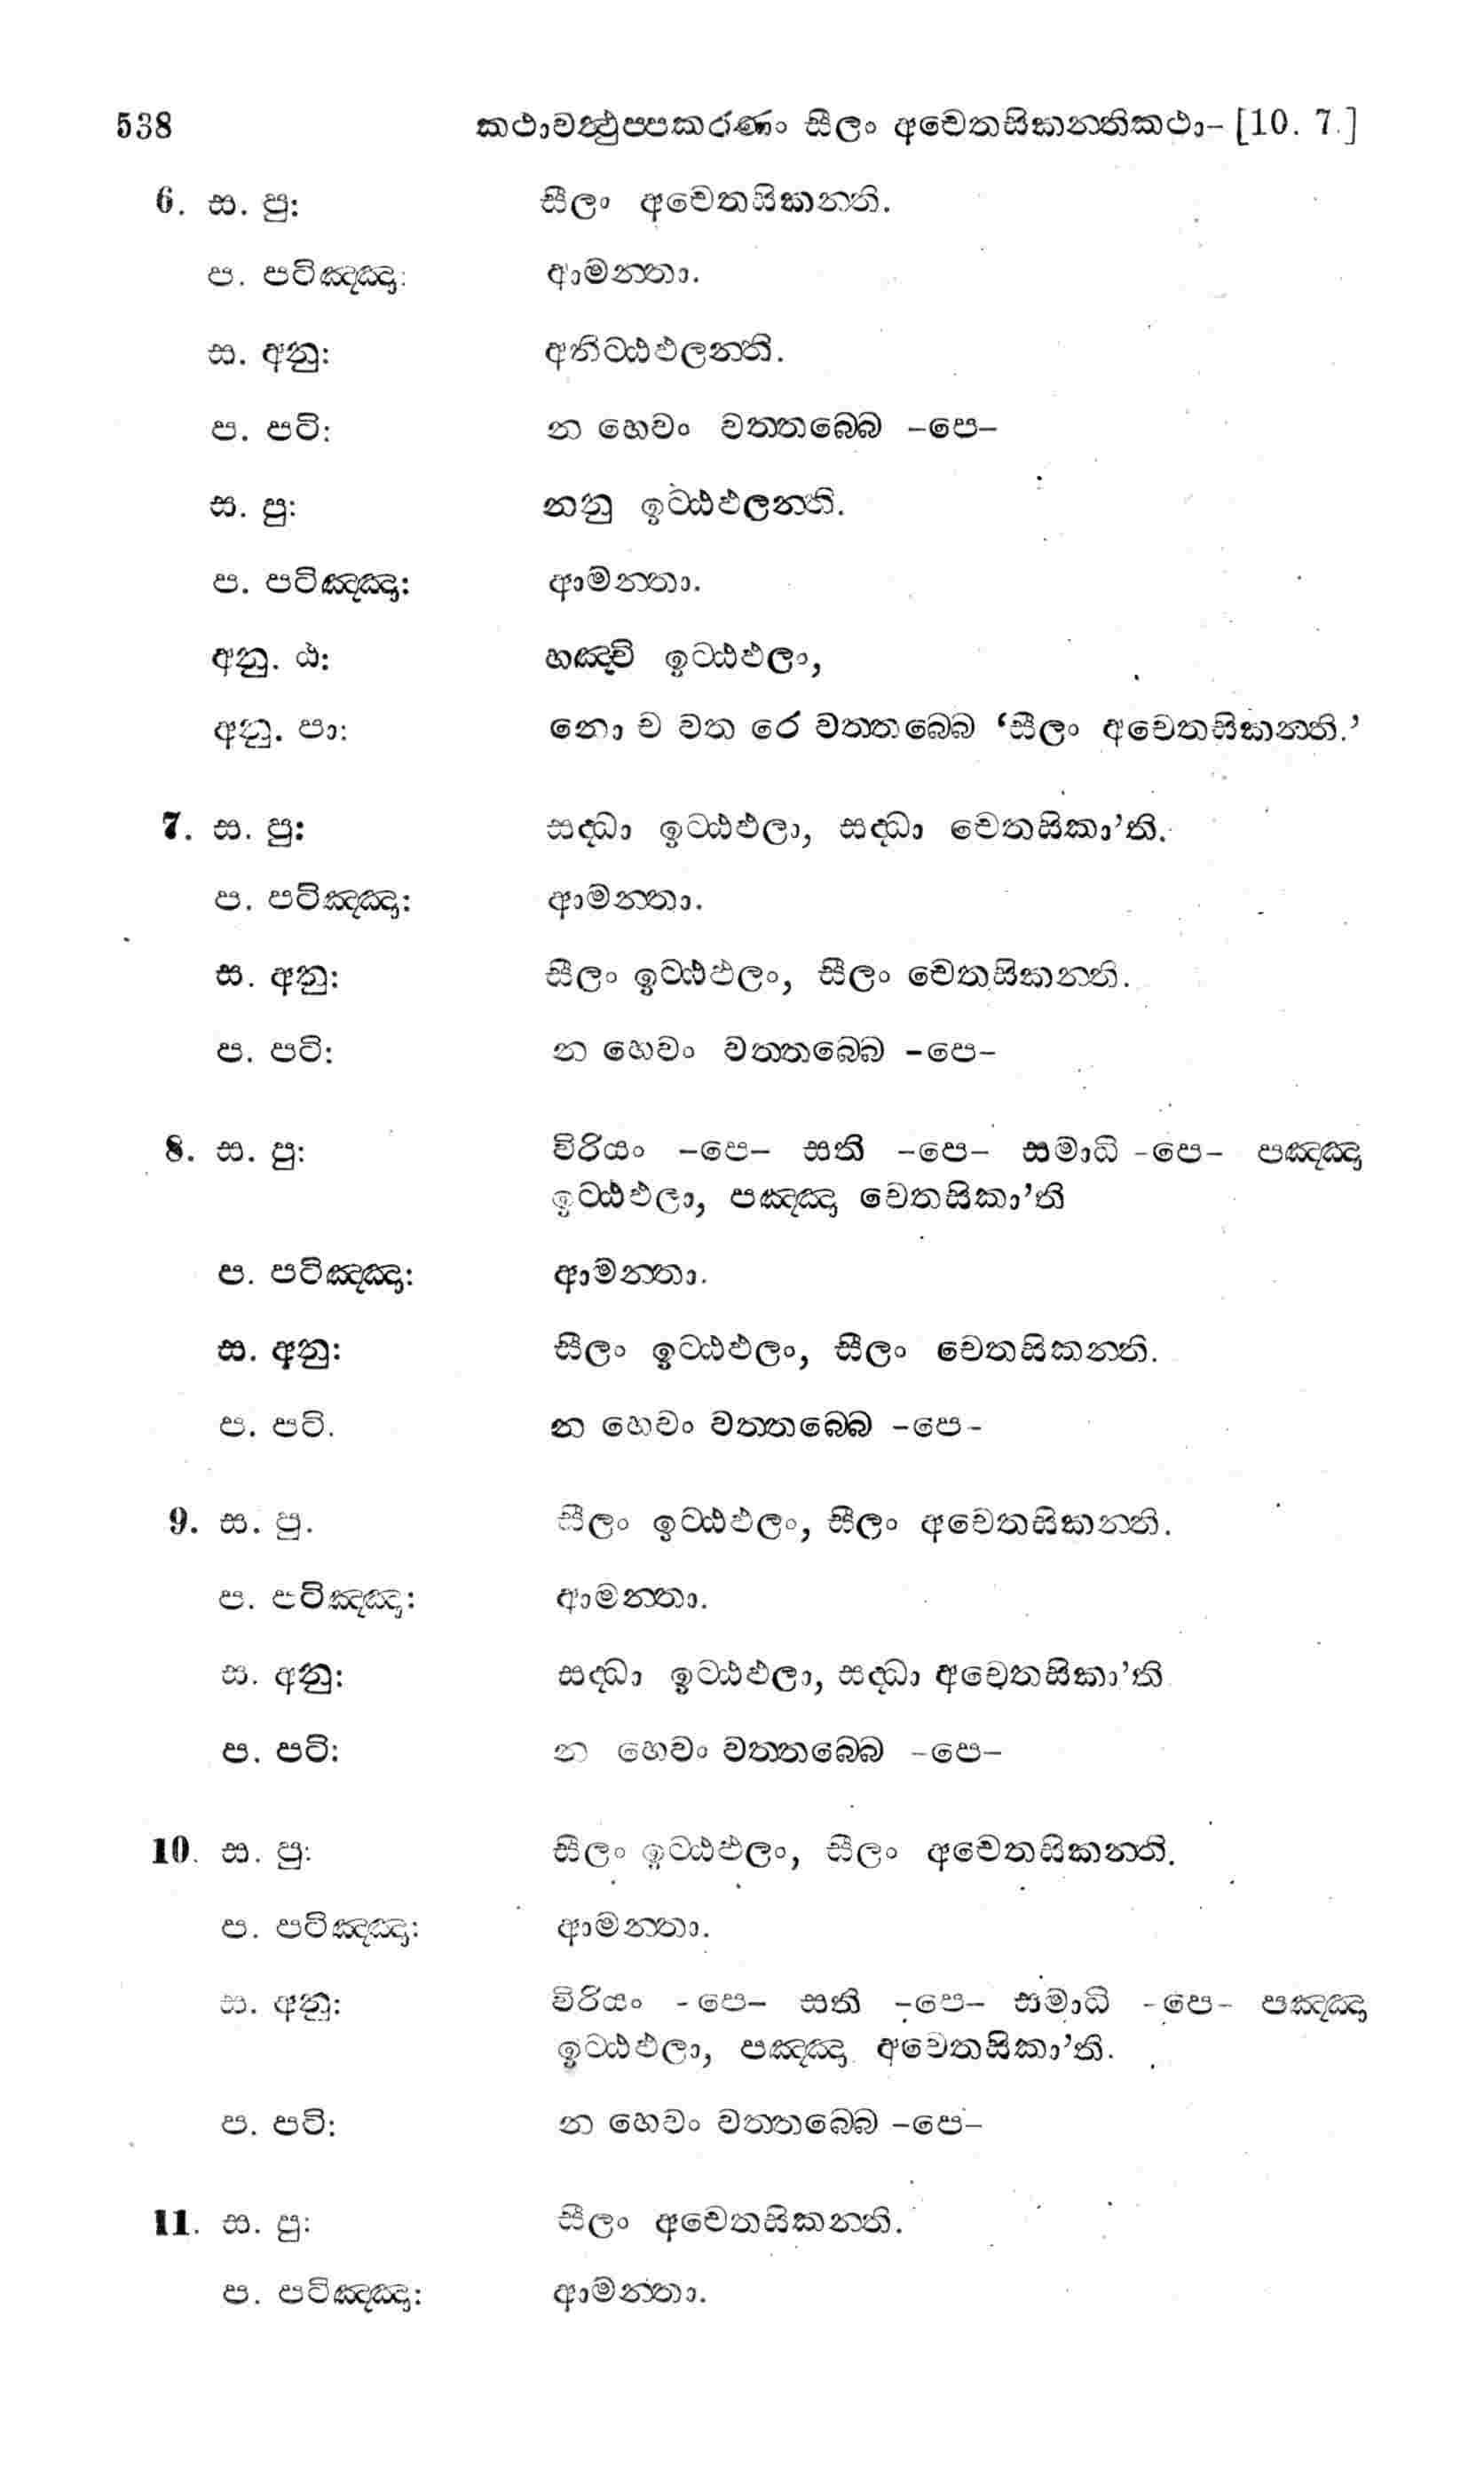 538 කථාවත්‍ථුප්පකරණං සීලං අචෙතසිකන්‍තිකථා– [10. 7.]
6. ස. පු: සීලං අචෙතසිකන්‍ති.
ප. පටිඤ්ඤා: ආමන්‍තා.
ස. අනු: අනිට්ඨඵලන්‍ති.
ප. පටි: න හෙවං වත්තබ්බෙ –පෙ–
ස. පු: නනු ඉට්ඨඵලන්‍ති.
ප. පටිඤ්ඤා: ආමන්‍තා.
අනු. ඨ: හඤ්චි ඉට්ඨඵලං,
අනු. පා: නො ච වත රෙ වත්තබ්බෙ ‘සීලං අචෙතසිකන්‍ති.’
7. ස. පු: සද්ධා ඉට්ඨඵලා, සද්ධා චෙතසිකා’ති.
ප. පටිඤ්ඤා: ආමන්‍තා.
ස. අනු: සීලං ඉට්ඨඵලං, සීලං චෙතසිකන්‍ති.
ප. පටි: න හෙවං වත්තබ්බෙ –පෙ–
8. ස. පු: විරියං –පෙ– සති –පෙ– සමාධි –පෙ– පඤ්ඤා
ඉට්ඨඵලා, පඤ්ඤා චෙතසිකා’ති
ප. පටිඤ්ඤා: ආමන්‍තා.
ස. අනු: සීලං ඉට්ඨඵලං, සීලං චෙතසිකන්‍ති.
ප. පටි. න හෙවං වත්තබ්බෙ –පෙ–
9. ස. පු. සීලං ඉට්ඨඵලං, සීලං අචෙතසිකන්‍ති.
ප. පටිඤ්ඤා: ආමන්‍තා.
ස. අනු: සද්ධා ඉට්ඨඵලා, සද්ධා අචෙතසිකා’ති
ප. පටි: න හෙවං වත්තබ්බෙ –පෙ–
10. ස. පු: සීලං ඉට්ඨඵලං, සීලං අචෙතසිකන්‍ති.
ප. පටිඤ්ඤා: ආමන්‍තා.
ස. අනු: විරියං –පෙ– සති –පෙ– සමාධි –පෙ– පඤ්ඤා
ඉට්ඨඵලා, පඤ්ඤා අචෙතසිකා’ති.
ප. පටි: න හෙවං වත්තබ්බෙ –පෙ–
11. ස. පු: සීලං අචෙතසිකන්‍ති.
ප. පටිඤ්ඤා: ආමන්‍තා.